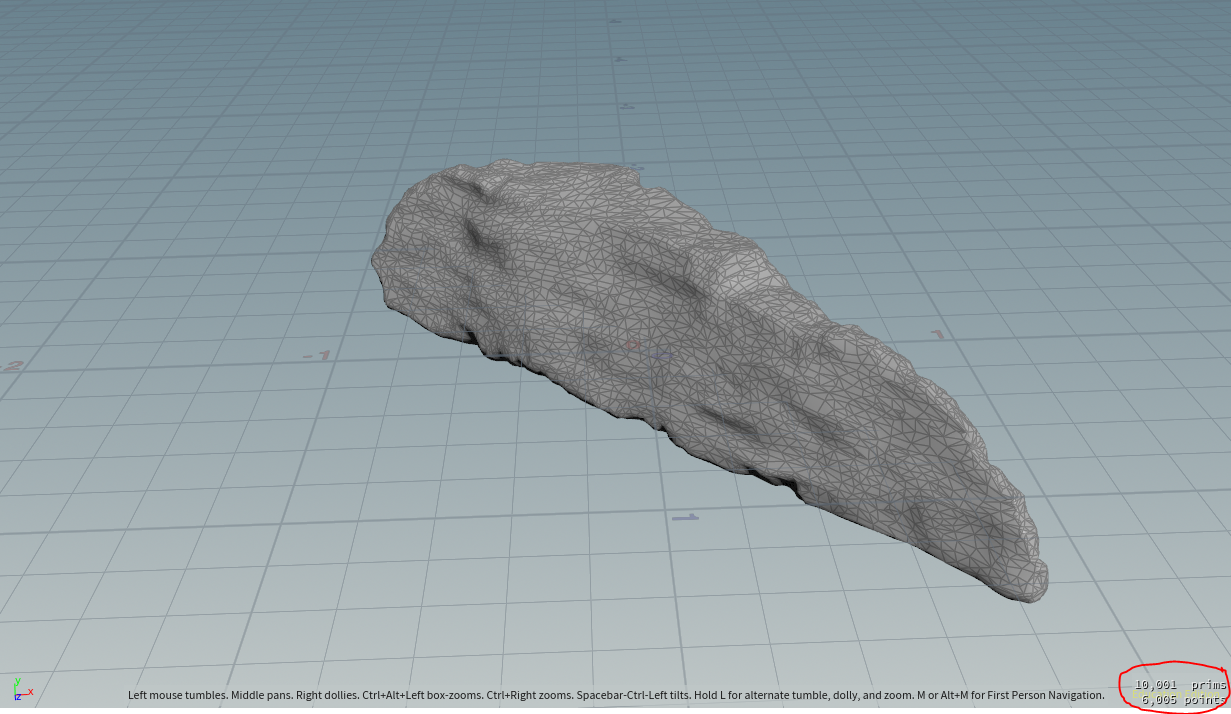 -2
-1
1
1
y
z x
Left mouse tumbles. Middle pans. Right dollies. Ctrl+Alt+Left box-zooms. Ctrl+Right zooms. Spacebar-Ctrl-Left tilts. Hold L for alternate tumble, dolly, and zoom. M or Alt+M for First Person Navigation.
10,001 prims
6,005 points